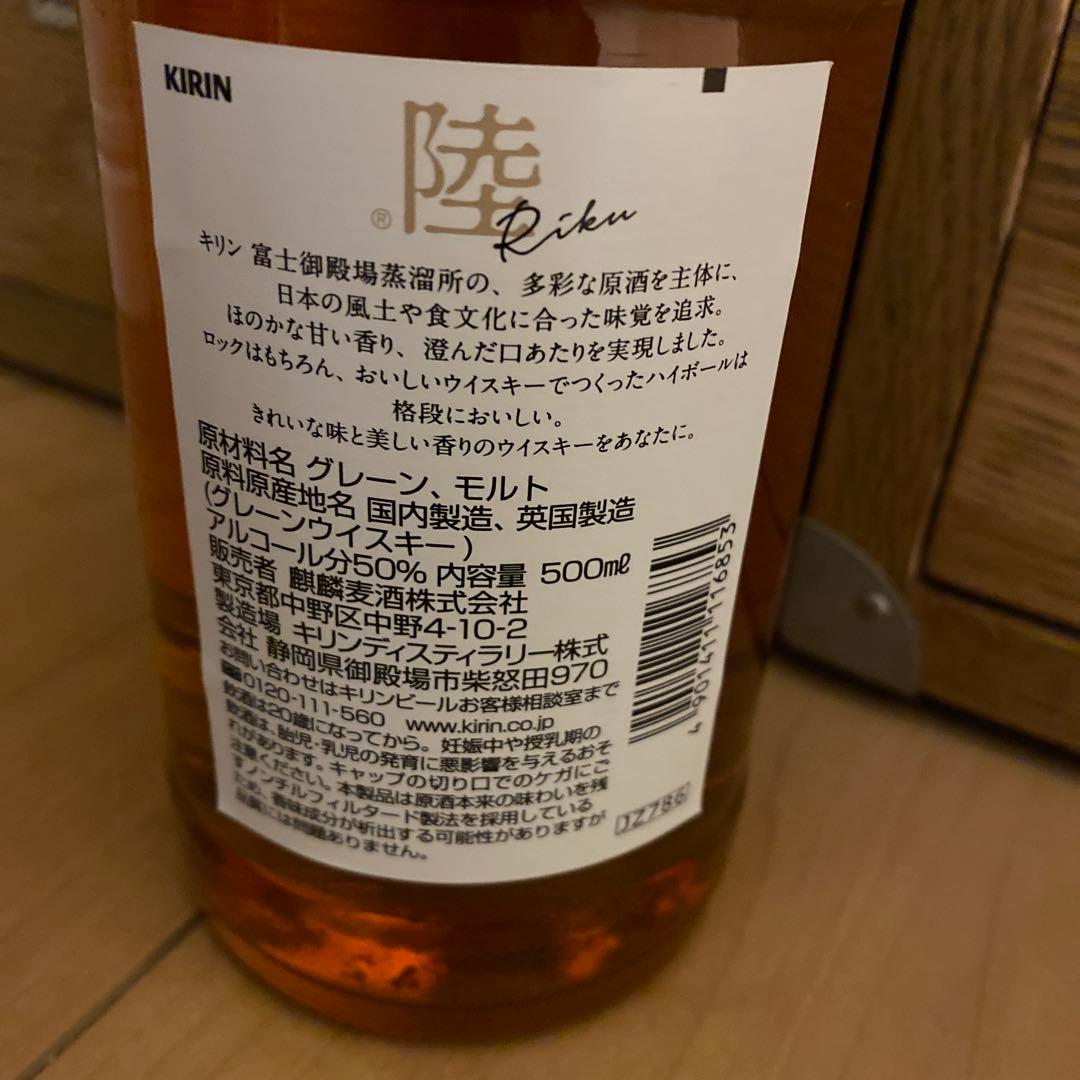 KIRIN
陸
®
Riku
キリン 富士御殿場蒸溜所の、多彩な原酒を主体に、
日本の風土や食文化に合った味覚を追求。
ほのかな甘い香り、澄んだ口あたりを実現しました。
ロックはもちろん、おいしいウイスキーでつくったハイボールは
格段においしい。
きれいな味と美しい香りのウイスキーをあなたに。
原材料名 グレーン、モルト
原料原産地名 国内製造、英国製造
(グレーンウイスキー)
アルコール分50% 内容量 500㎖
販売者 麒麟麦酒株式会社
東京都中野区中野4-10-2
製造場 キリンディスティラリー株式
会社 静岡県御殿場市柴怒田970
お問い合わせはキリンビールお客様相談室まで
0120-111-560 www.kirin.co.jp
飲酒は20歳になってから。妊娠中や授乳期の
飲酒は、胎児・乳児の発育に悪影響を与えるおそ
れがあります。キャップの切り口でのケガにご
注意ください。本製品は原酒本来の味わいを残
すノンチルフィルタード製法を採用している
ため、香味成分が析出する可能性がありますが
品質には問題ありません。
4901411116853
JZ786